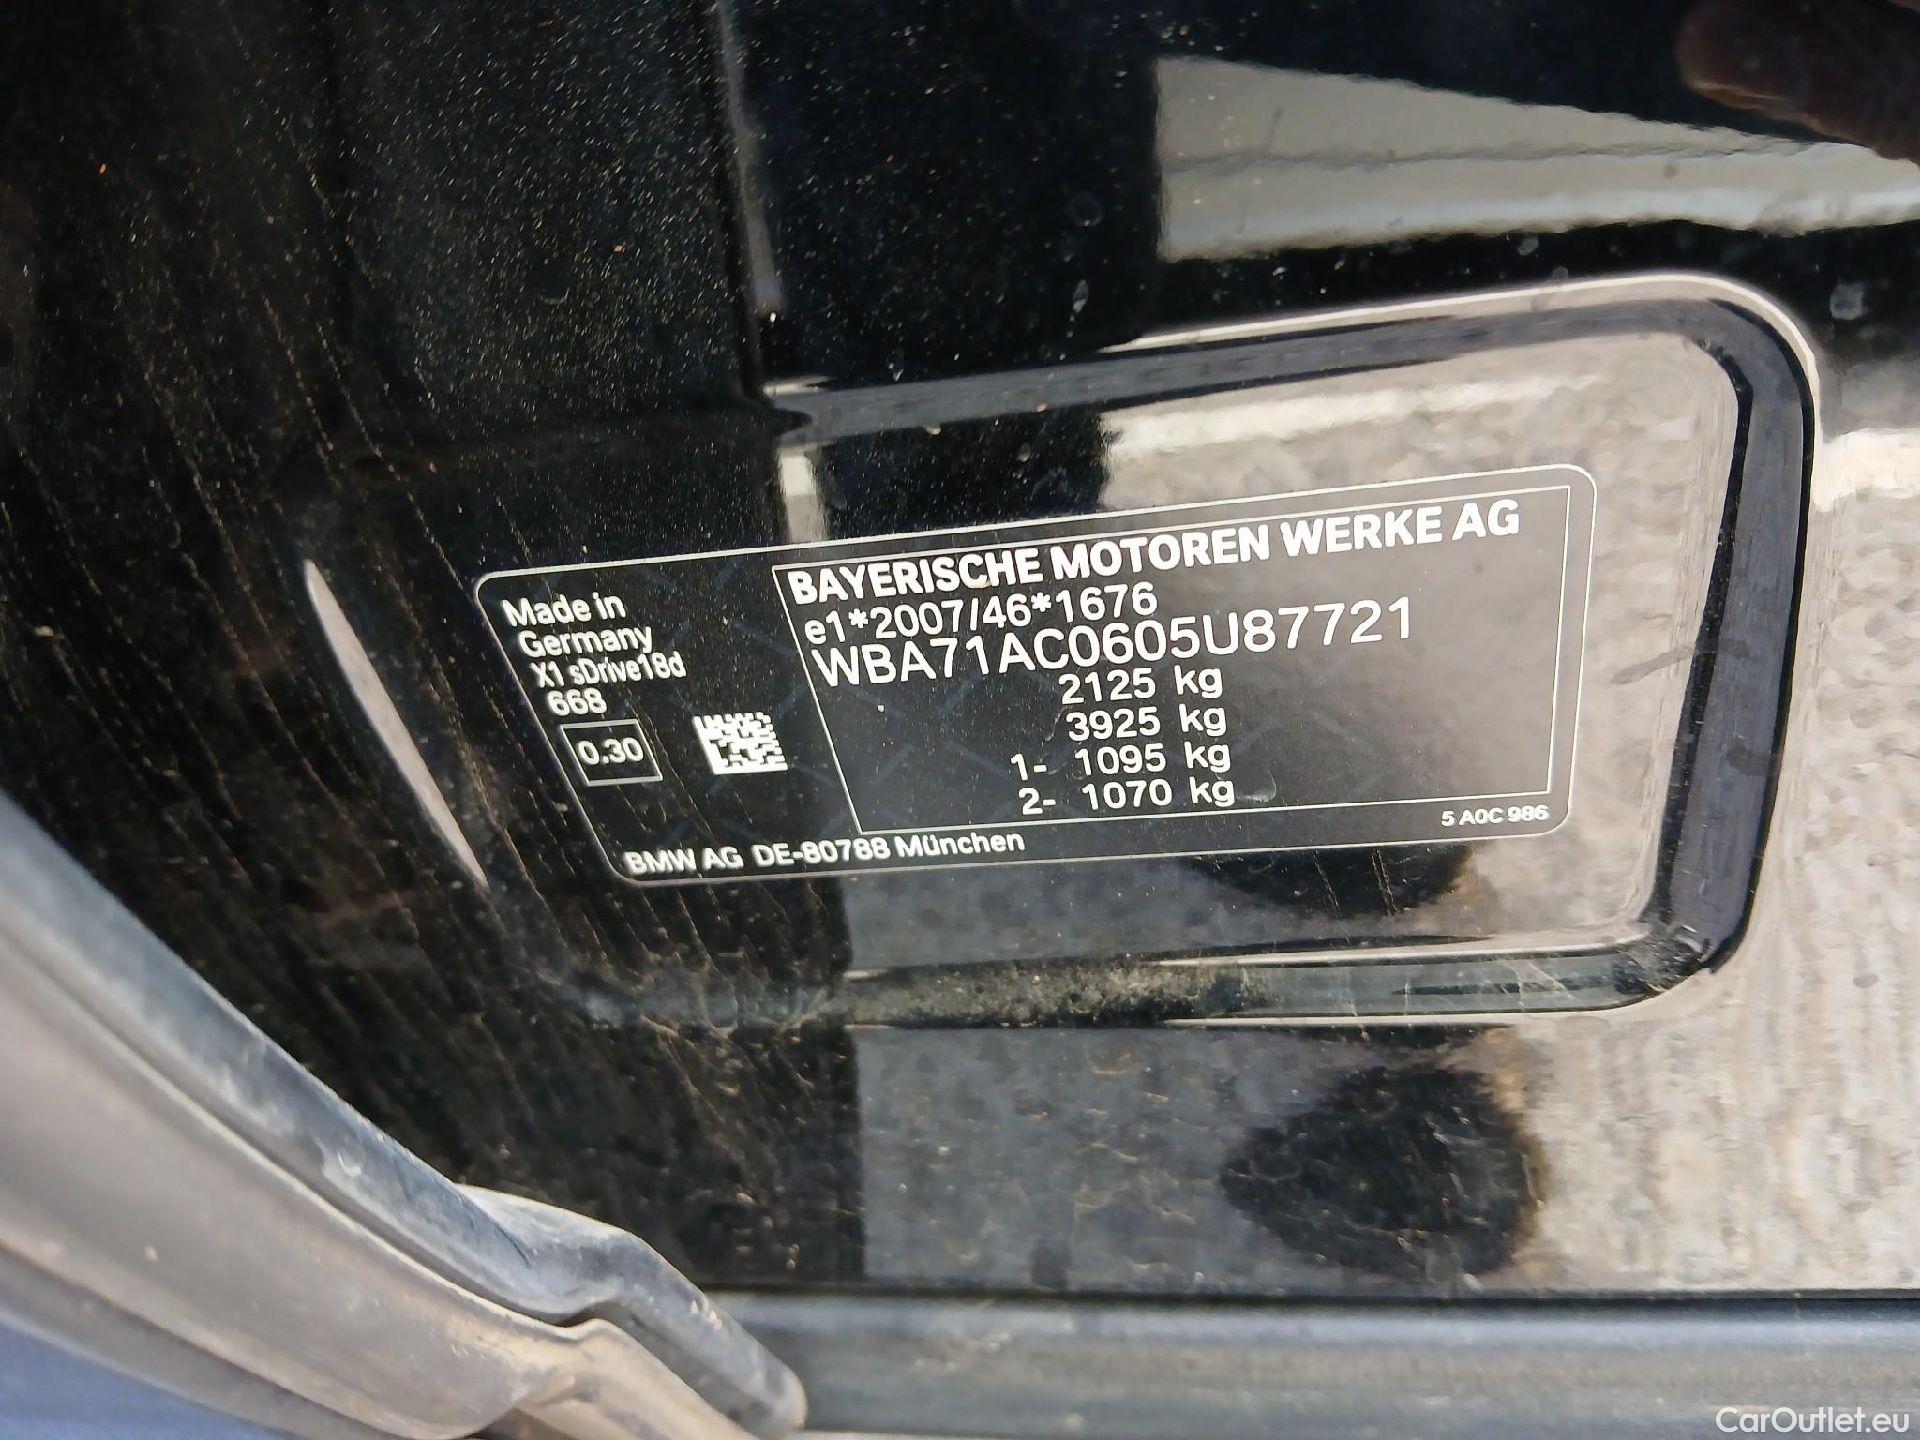 BAYERISCHE MOTOREN WERKE AG
e1*2007/46*1676
WBA71AC0605U87721
2125 kg
3925 kg
1- 1095 kg
2- 1070 kg
Made in
Germany
X1 sDrive18d
668
0.30
5 A0C 986
BMW AG DE-80788 München
CarOutlet.eu